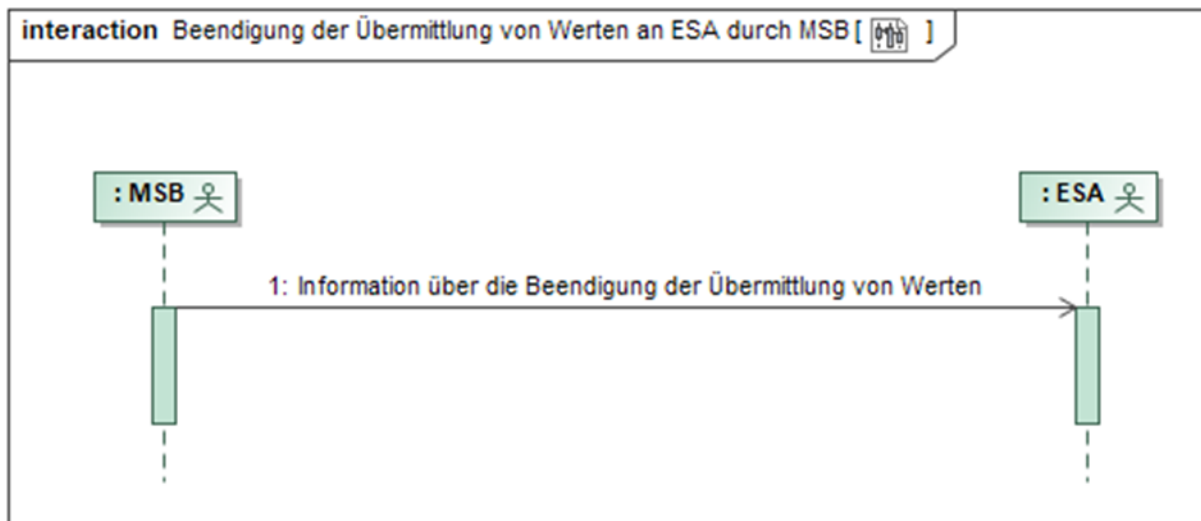 interaction Beendigung der Übermittlung von Werten an ESA durch MSB [ ]
: MSB
: ESA
1: Information über die Beendigung der Übermittlung von Werten